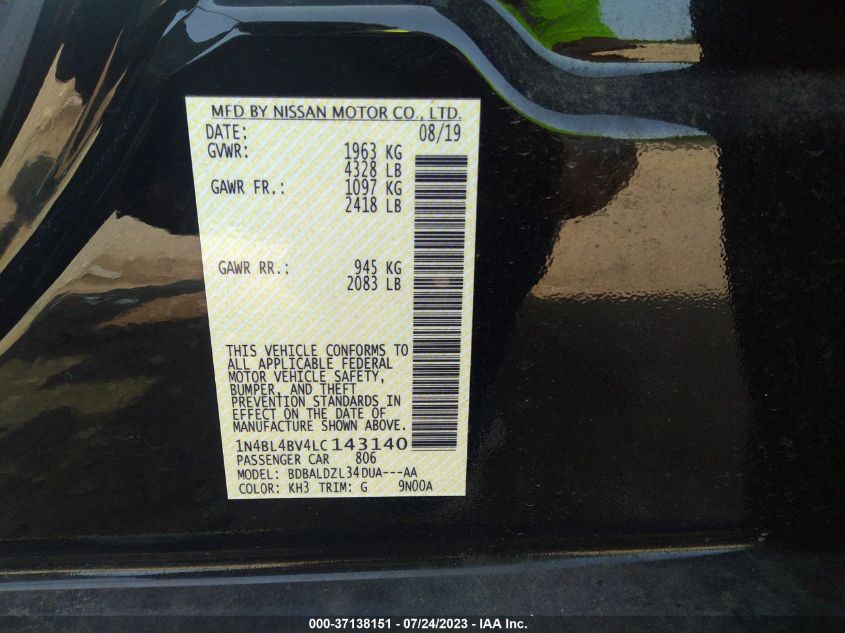 MFD BY NISSAN MOTOR CO., LTD.
DATE: 08/19
GVWR: 1963 KG
4328 LB
GAWR FR.: 1097 KG
2418 LB
GAWR RR.: 945 KG
2083 LB
THIS VEHICLE CONFORMS TO
ALL APPLICABLE FEDERAL
MOTOR VEHICLE SAFETY,
BUMPER, AND THEFT
PREVENTION STANDARDS IN
EFFECT ON THE DATE OF
MANUFACTURE SHOWN ABOVE.
1N4BL4BV4LC143140
PASSENGER CAR 806
MODEL: BDBALDZL34DUA---AA
COLOR: KH3 TRIM: G 9N00A
000-37138151 - 07/24/2023 - IAA Inc.